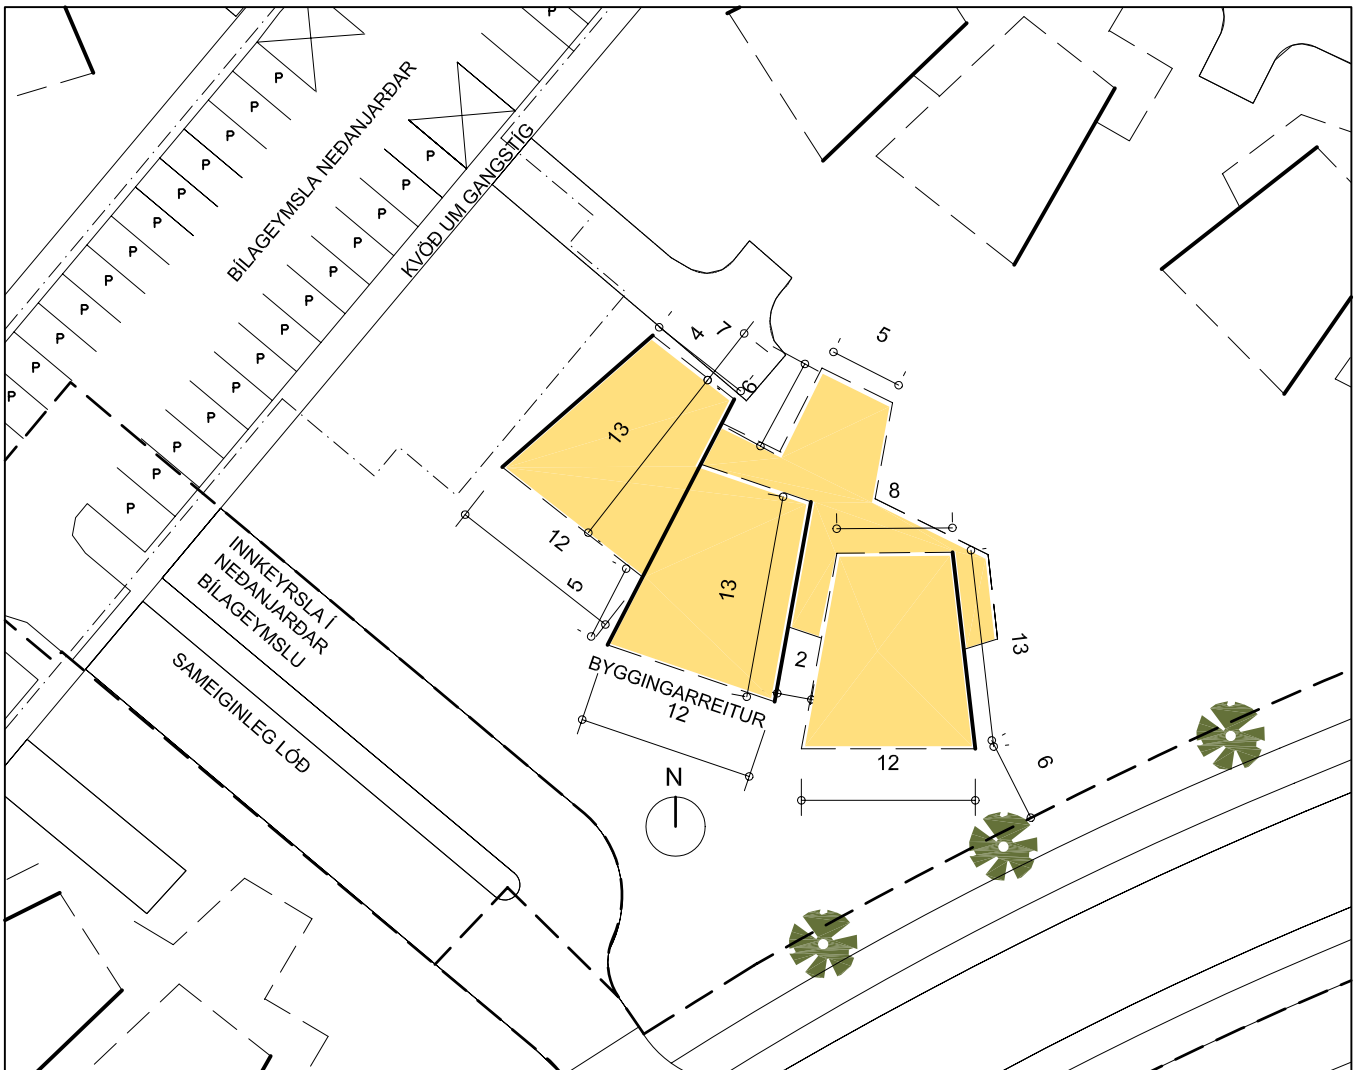 P
P
P
P
P
P
P
P
P
P
P
P
P
BÍLAGEYMSLA NEÐANJARÐAR
P
P
P
P
P
P
P
P
P
P
P
P
KVÖÐ UM GANGSTÍG
4
7
6
5
13
12
5
8
13
2
13
BYGGINGARREITUR
12
12
6
INNKEYRSLA Í
NEÐANJARÐAR
BÍLAGEYMSLU
SAMEIGINLEG LÓÐ
N